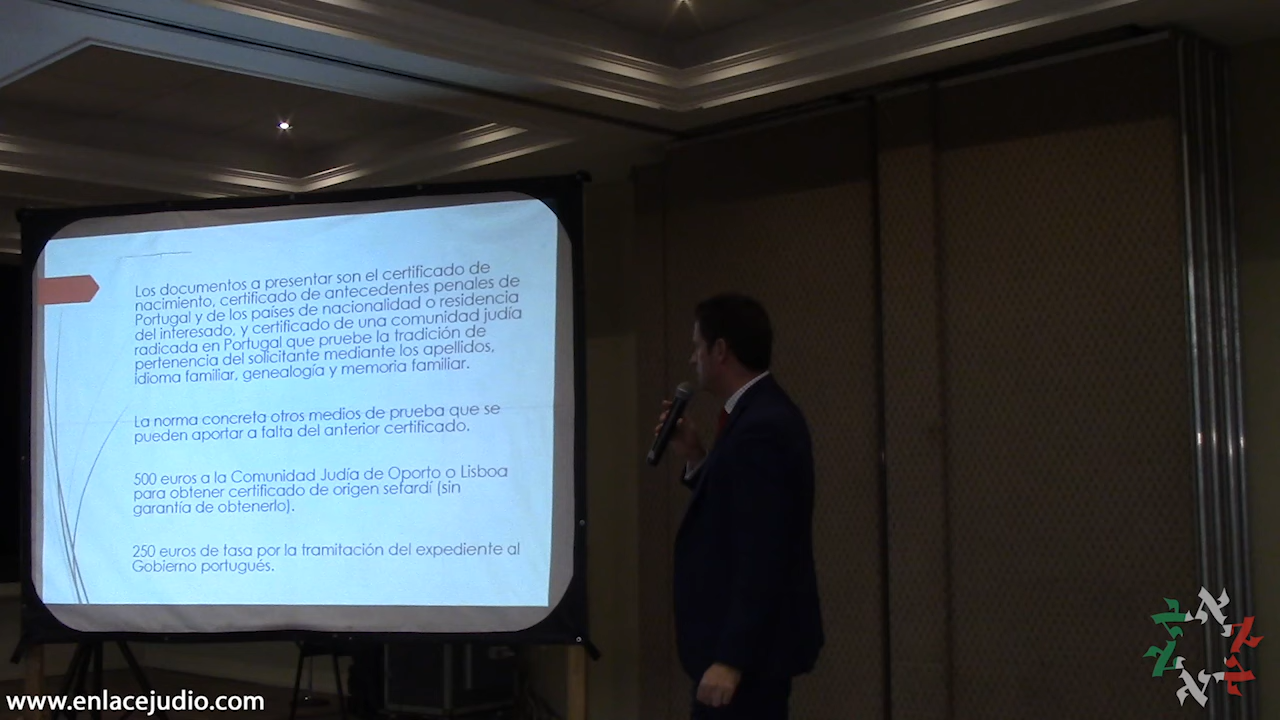 Los documentos a presentar son el certificado de
nacimiento, certificado de antecedentes penales de
Portugal y de los países de nacionalidad o residencia
del interesado, y certificado de una comunidad judía
radicada en Portugal que pruebe la tradición de
pertenencia del solicitante mediante los apellidos,
idioma familiar, genealogía y memoria familiar.
La norma concreta otros medios de prueba que se
pueden aportar a falta del anterior certificado.
500 euros a la Comunidad Judía de Oporto o Lisboa
para obtener certificado de origen sefardí (sin
garantía de obtenerlo).
250 euros de tasa por la tramitación del expediente al
Gobierno portugués.
www.enlacejudio.com